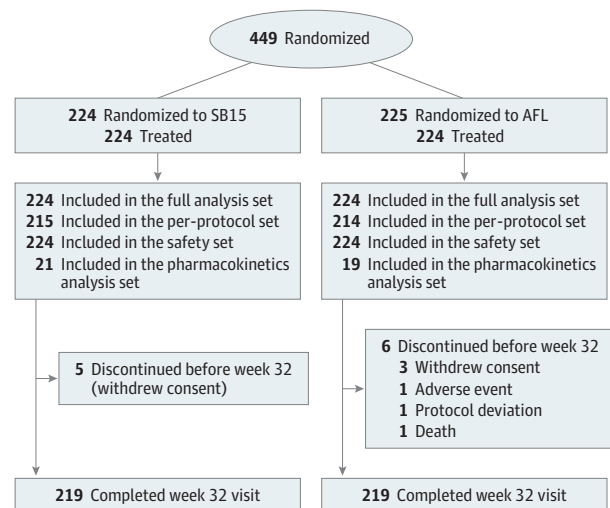 449 Randomized
224 Randomized to SB15
224 Treated
225 Randomized to AFL
224 Treated
224 Included in the full analysis set
215 Included in the per-protocol set
224 Included in the safety set
21 Included in the pharmacokinetics
analysis set
224 Included in the full analysis set
214 Included in the per-protocol set
224 Included in the safety set
19 Included in the pharmacokinetics
analysis set
5 Discontinued before week 32
(withdrew consent)
6 Discontinued before week 32
3 Withdrew consent
1 Adverse event
1 Protocol deviation
1 Death
219 Completed week 32 visit
219 Completed week 32 visit